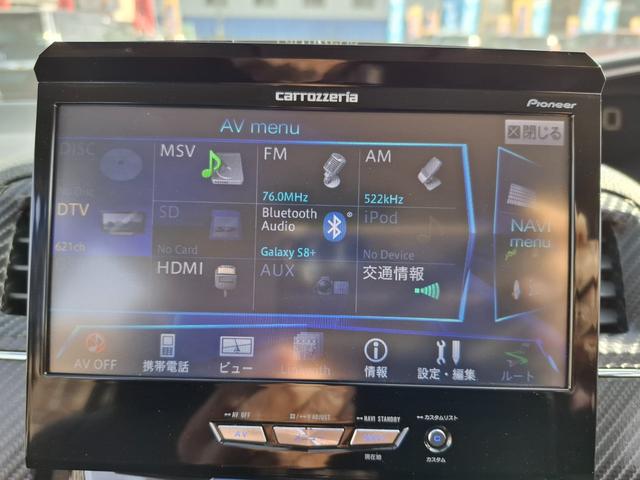 carrozzeria
Pioneer
AV menu
閉じる
DISC
MSV
FM
76.0MHz
AM
522kHz
DTV
621ch
SD
No Card
Bluetooth
Audio
Galaxy S8+
iPod
No Device
NAVI
menu
HDMI
AUX
交通情報
AV OFF
携帯電話
ビュー
情報
設定・編集
ルート
AV OFF
V ADJUST
NAVI STANDBY
カスタムリスト
AV
現在地
カスタム